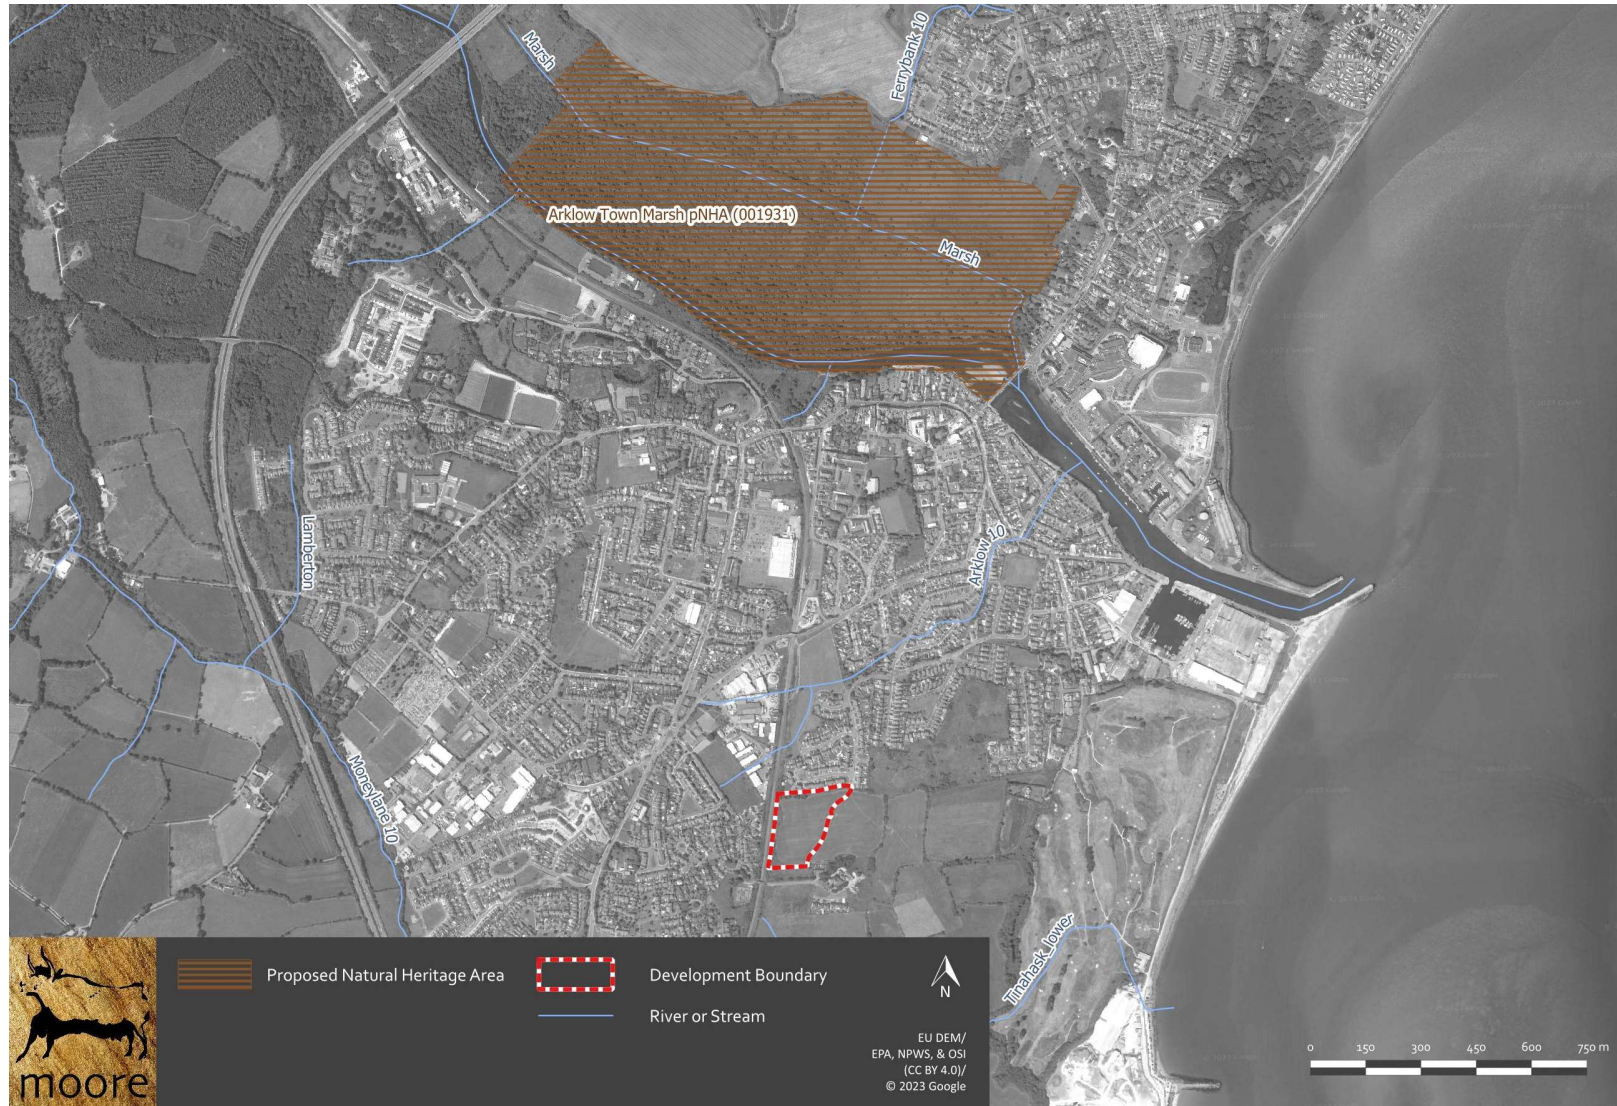 Marsh
Ferrybank 10
Arklow Town Marsh pNHA (001931)
Marsh
Lamberton
Arklow 10
Moneylane 10
Tinahask_lower
Proposed Natural Heritage Area
Development Boundary
River or Stream
N
EU DEM/
EPA, NPWS, & OSI
(CC BY 4.0)/
© 2023 Google
0 150 300 450 600 750 m
moore